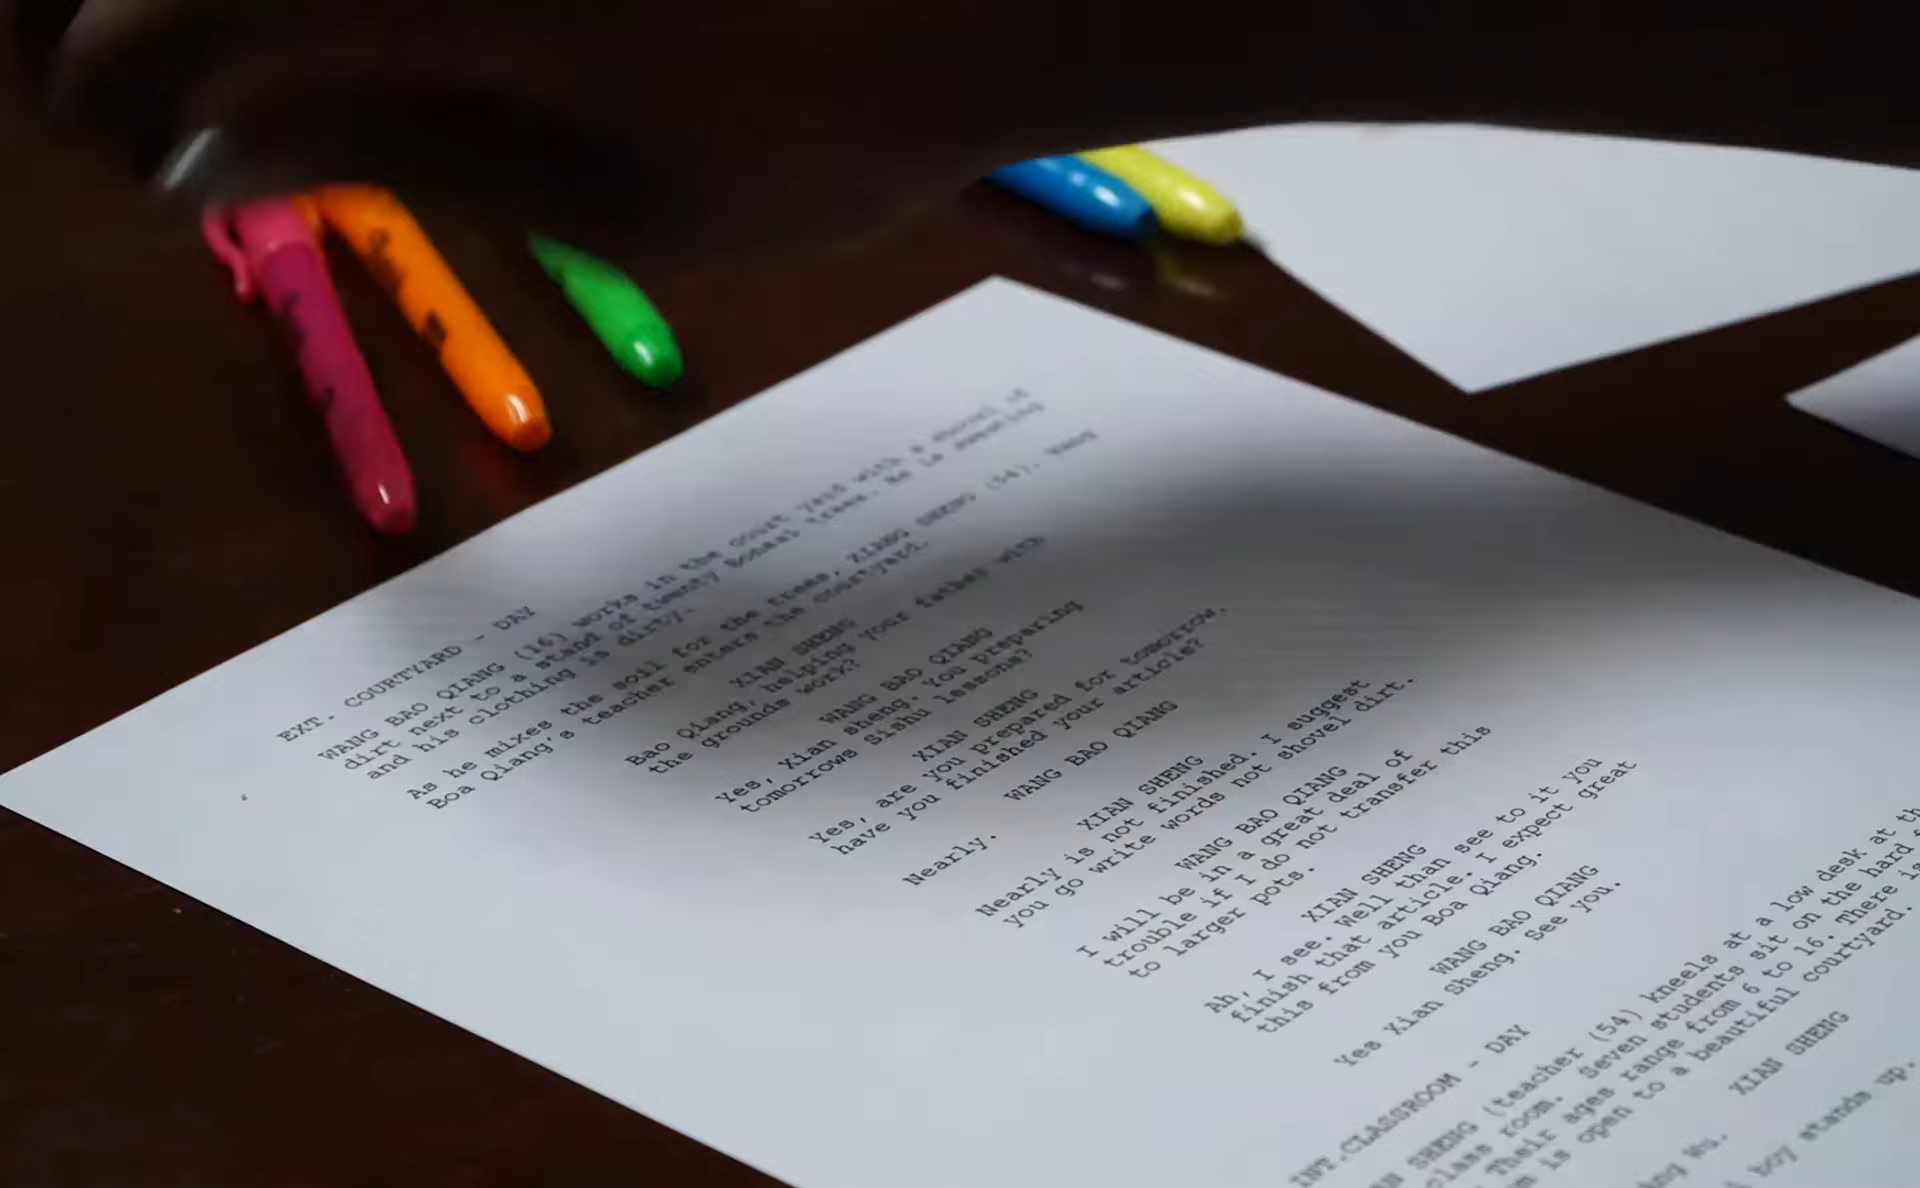 EXT. COURTYARD - DAY
WANG BAO QIANG (16) works in the court yard with a shovel of
dirt next to a stand of twenty Bonsai trees. He is sweating
and his clothing is dirty.
As he mixes the soil for the trees, XIANG SHENG (54), Wang
Boa Qiang's teacher enters the courtyard.
XIAN SHENG
Bao Qiang, helping your father with
the grounds work?
WANG BAO QIANG
Yes, Xian sheng. You preparing
tomorrows Sishu lessons?
XIAN SHENG
Yes, are you prepared for tomorrow,
have you finished your article?
WANG BAO QIANG
Nearly.
XIAN SHENG
Nearly is not finished. I suggest
you go write words not shovel dirt.
WANG BAO QIANG
I will be in a great deal of
trouble if I do not transfer this
to larger pots.
XIAN SHENG
Ah, I see. Well than see to it you
finish that article. I expect great
this from you Boa Qiang.
WANG BAO QIANG
Yes Xian Sheng. See you.
INT.CLASSROOM - DAY
SHENG (teacher (54) kneels at a low desk at
class room. Seven students sit on the hard
Their ages range from 6 to 16. There is
is open to a beautiful courtyard.
XIAN SHENG
Wu.
boy stands up.